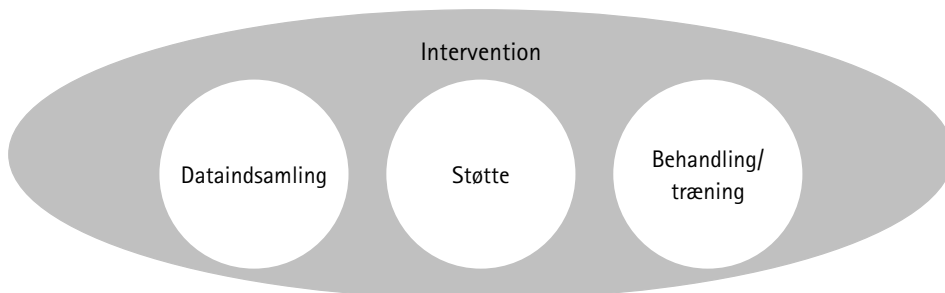 Intervention
Dataindsamling
Støtte
Behandling/
træning